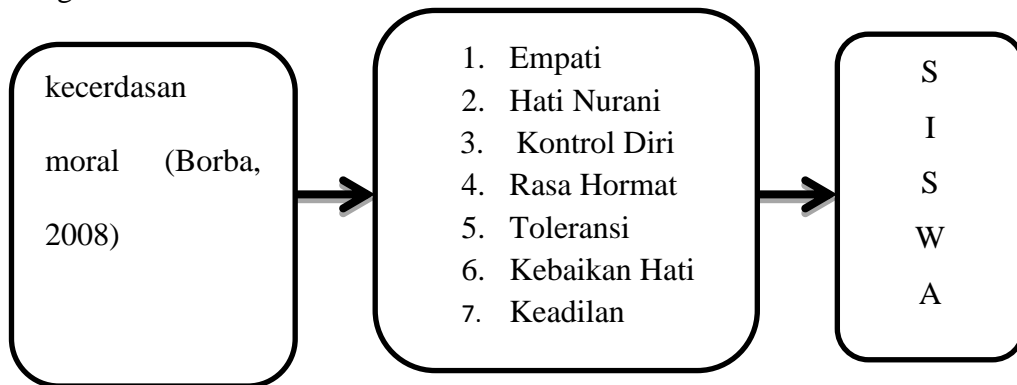 kecerdasan
moral (Borba,
2008)
1. Empati
2. Hati Nurani
3. Kontrol Diri
4. Rasa Hormat
5. Toleransi
6. Kebaikan Hati
7. Keadilan
S
I
S
W
A